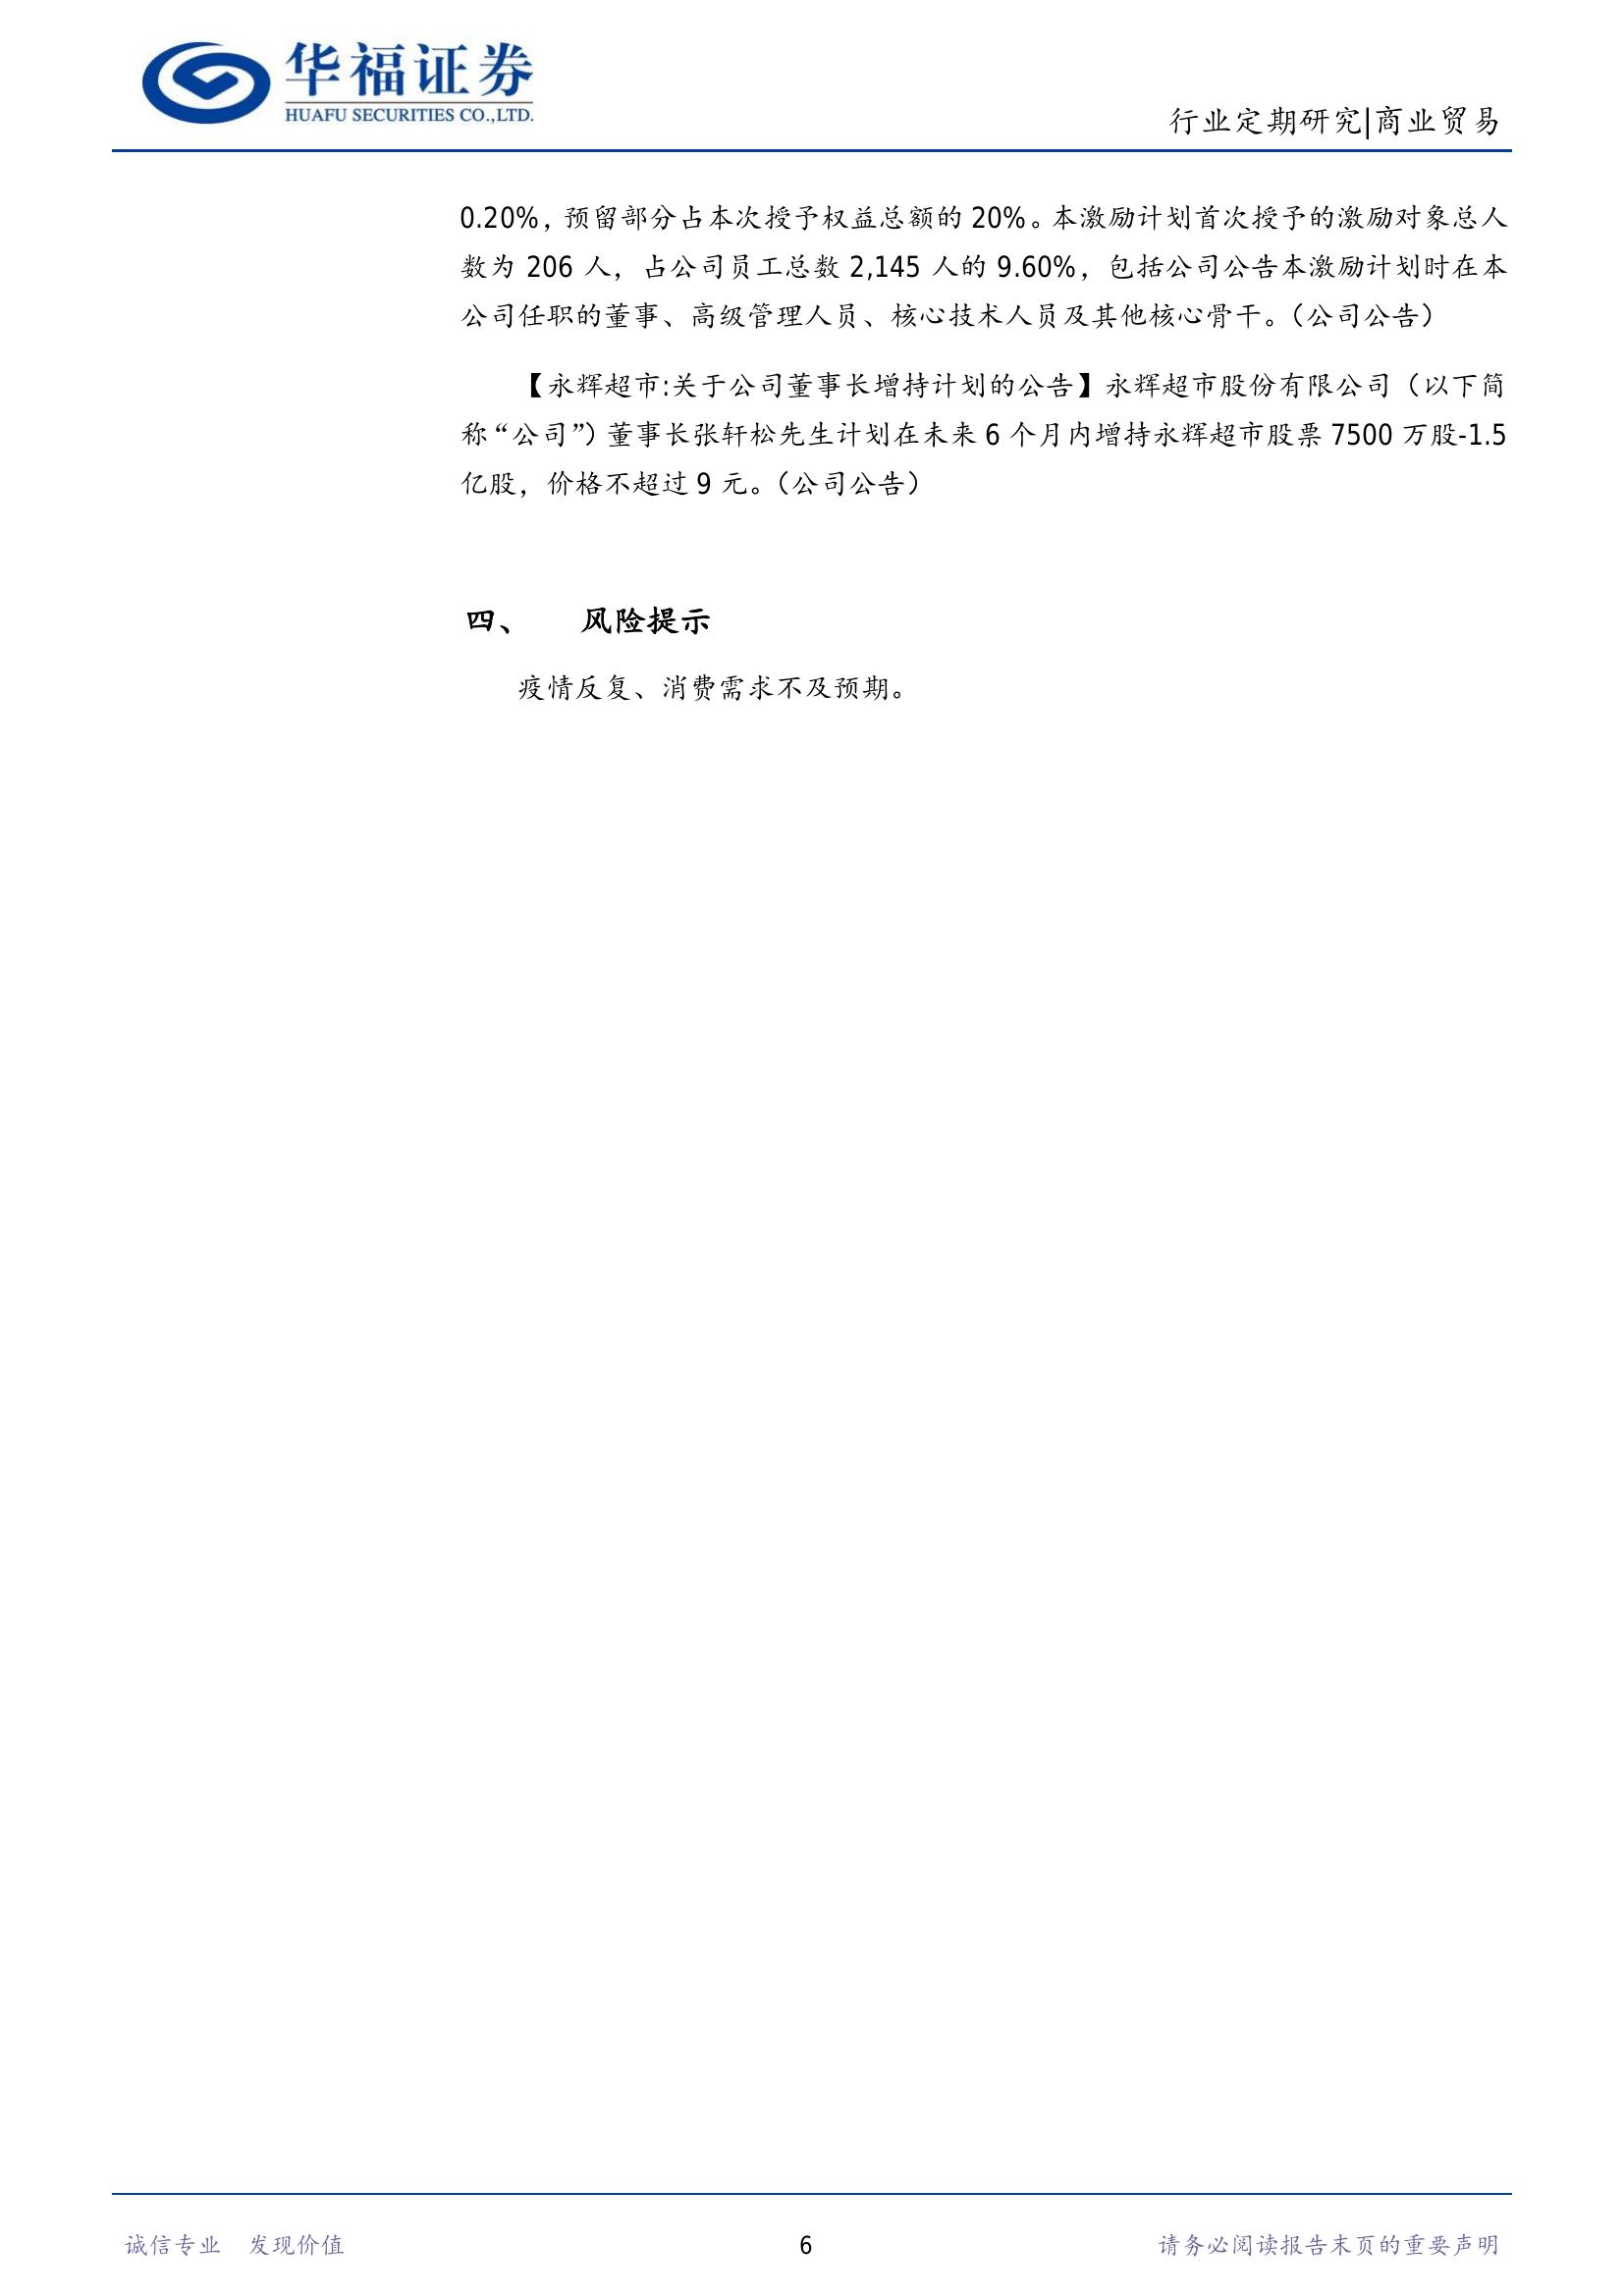 华福证券
HUAFU SECURITIES CO.,LTD.
行业定期研究|商业贸易
0.20%，预留部分占本次授予权益总额的 20%。本激励计划首次授予的激励对象总人
数为 206 人，占公司员工总数 2,145 人的 9.60%，包括公司公告本激励计划时在本
公司任职的董事、高级管理人员、核心技术人员及其他核心骨干。（公司公告）
【永辉超市:关于公司董事长增持计划的公告】永辉超市股份有限公司（以下简
称“公司”）董事长张轩松先生计划在未来 6 个月内增持永辉超市股票 7500 万股-1.5
亿股，价格不超过 9 元。（公司公告）
四、 风险提示
疫情反复、消费需求不及预期。
诚信专业 发现价值
6
请务必阅读报告末页的重要声明